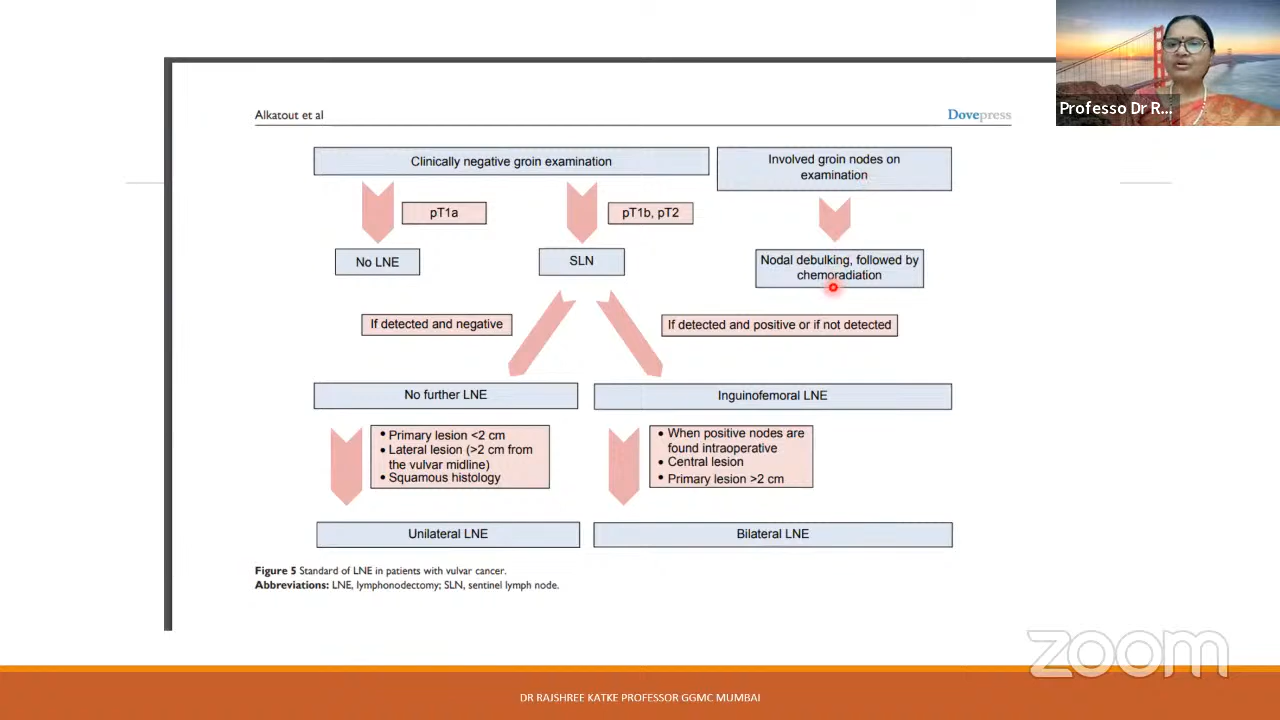 Professo Dr R...
Alkatout et al
Dovepress
Clinically negative groin examination
Involved groin nodes on
examination
pT1a
pT1b, pT2
No LNE
SLN
Nodal debulking, followed by
chemoradiation
If detected and negative
If detected and positive or if not detected
No further LNE
Inguinofemoral LNE
• Primary lesion <2 cm
• Lateral lesion (>2 cm from
the vulvar midline)
• Squamous histology
• When positive nodes are
found intraoperative
• Central lesion
• Primary lesion >2 cm
Unilateral LNE
Bilateral LNE
Figure 5 Standard of LNE in patients with vulvar cancer.
Abbreviations: LNE, lymphonodectomy; SLN, sentinel lymph node.
zoom
DR RAJSHREE KATKE PROFESSOR GGMC MUMBAI